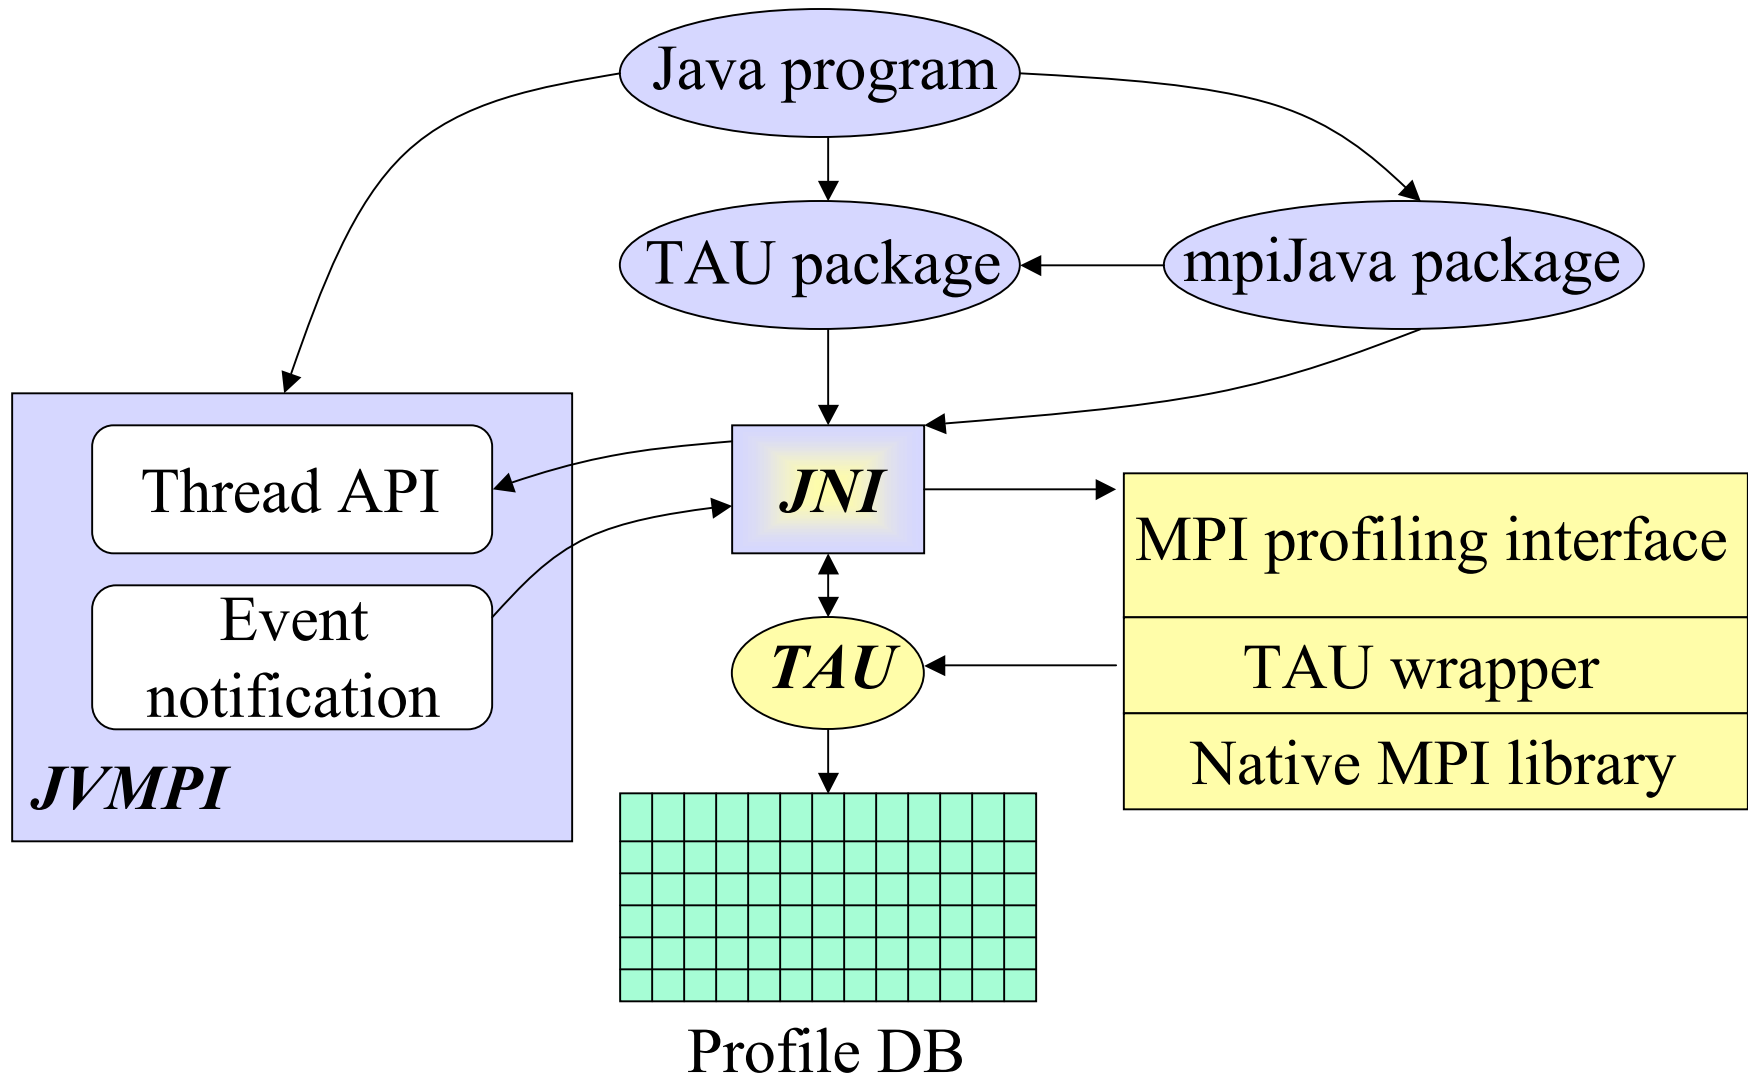 Java program
TAU package
mpiJava package
Thread API
JNI
MPI profiling interface
Event
notification
TAU
TAU wrapper
Native MPI library
JVMPI
Profile DB